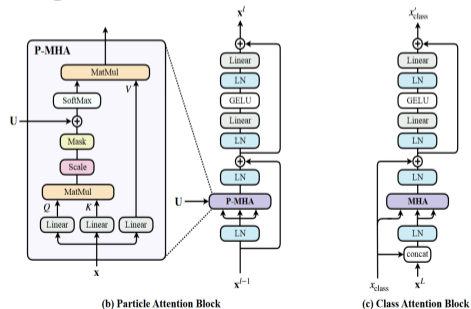 P-MHA
MatMul
V
SoftMax
U
Mask
Scale
MatMul
Q
K
Linear
Linear
Linear
x
x^l
Linear
LN
GELU
Linear
LN
LN
U
P-MHA
LN
x^{l-1}
(b) Particle Attention Block
x'_class
Linear
LN
GELU
Linear
LN
LN
MHA
LN
concat
x_class
x^L
(c) Class Attention Block